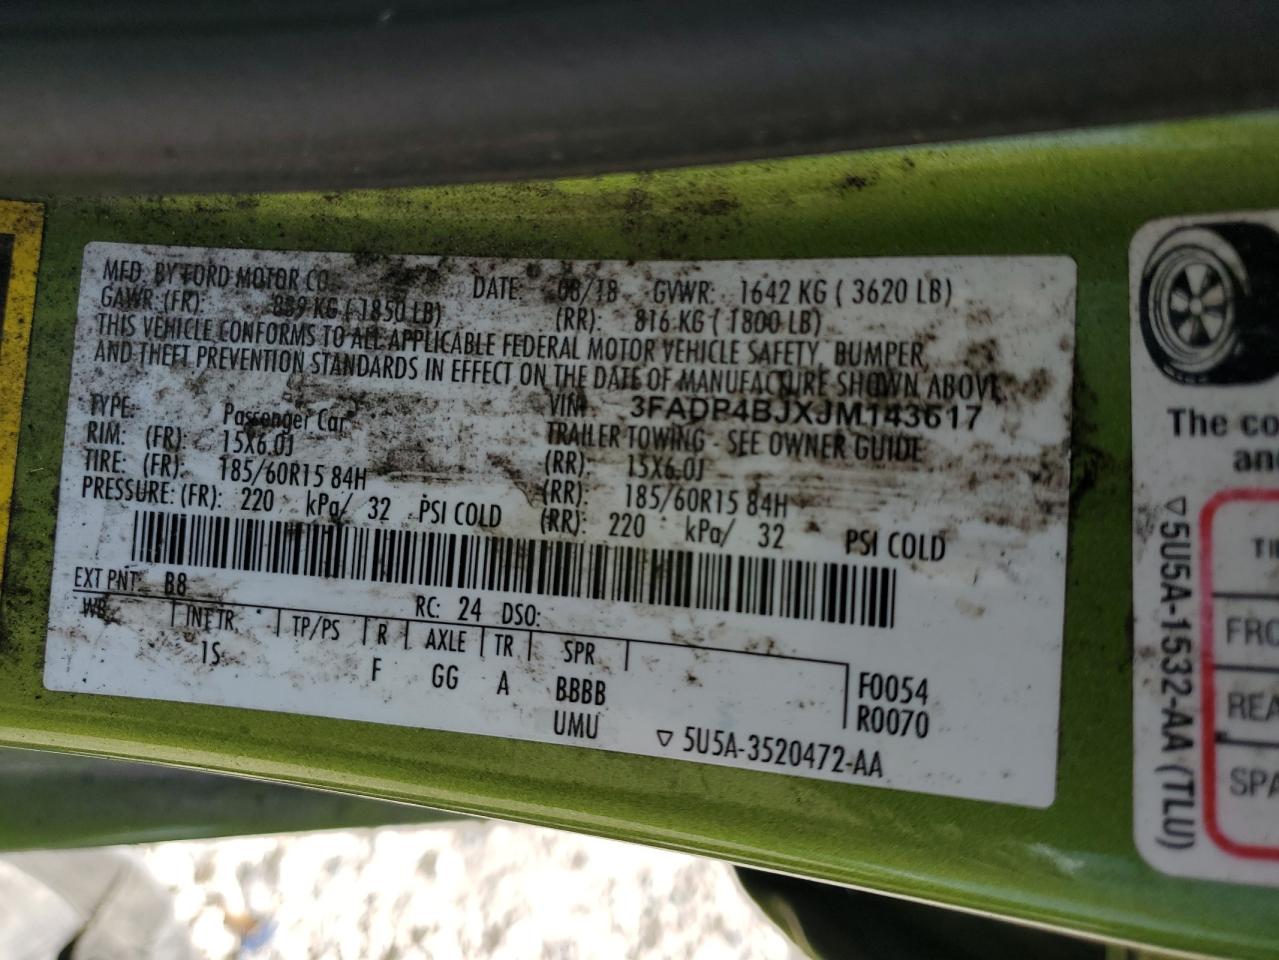 MFD. BY FORD MOTOR CO.
DATE: 08/18 GVWR: 1642 KG ( 3620 LB)
GAWR (FR): 889 KG ( 1850 LB) (RR): 816 KG ( 1800 LB)
THIS VEHICLE CONFORMS TO ALL APPLICABLE FEDERAL MOTOR VEHICLE SAFETY, BUMPER,
AND THEFT PREVENTION STANDARDS IN EFFECT ON THE DATE OF MANUFACTURE SHOWN ABOVE.
VIN: 3FADP4BJXJM143617
TYPE: Passenger Car TRAILER TOWING - SEE OWNER GUIDE
RIM: (FR): 15X6.0J (RR): 15X6.0J
TIRE: (FR): 185/60R15 84H (RR): 185/60R15 84H
PRESSURE: (FR): 220 kPa/ 32 PSI COLD (RR): 220 kPa/ 32 PSI COLD
EXT PNT: B8 RC: 24 DSO:
WB INT TR TP/PS R AXLE TR SPR
1S F GG A BBBB F0054
UMU R0070
▽ 5U5A-3520472-AA
The co
and
TI
FRO
REA
SPA
▽5U5A-1532-AA (TLU)